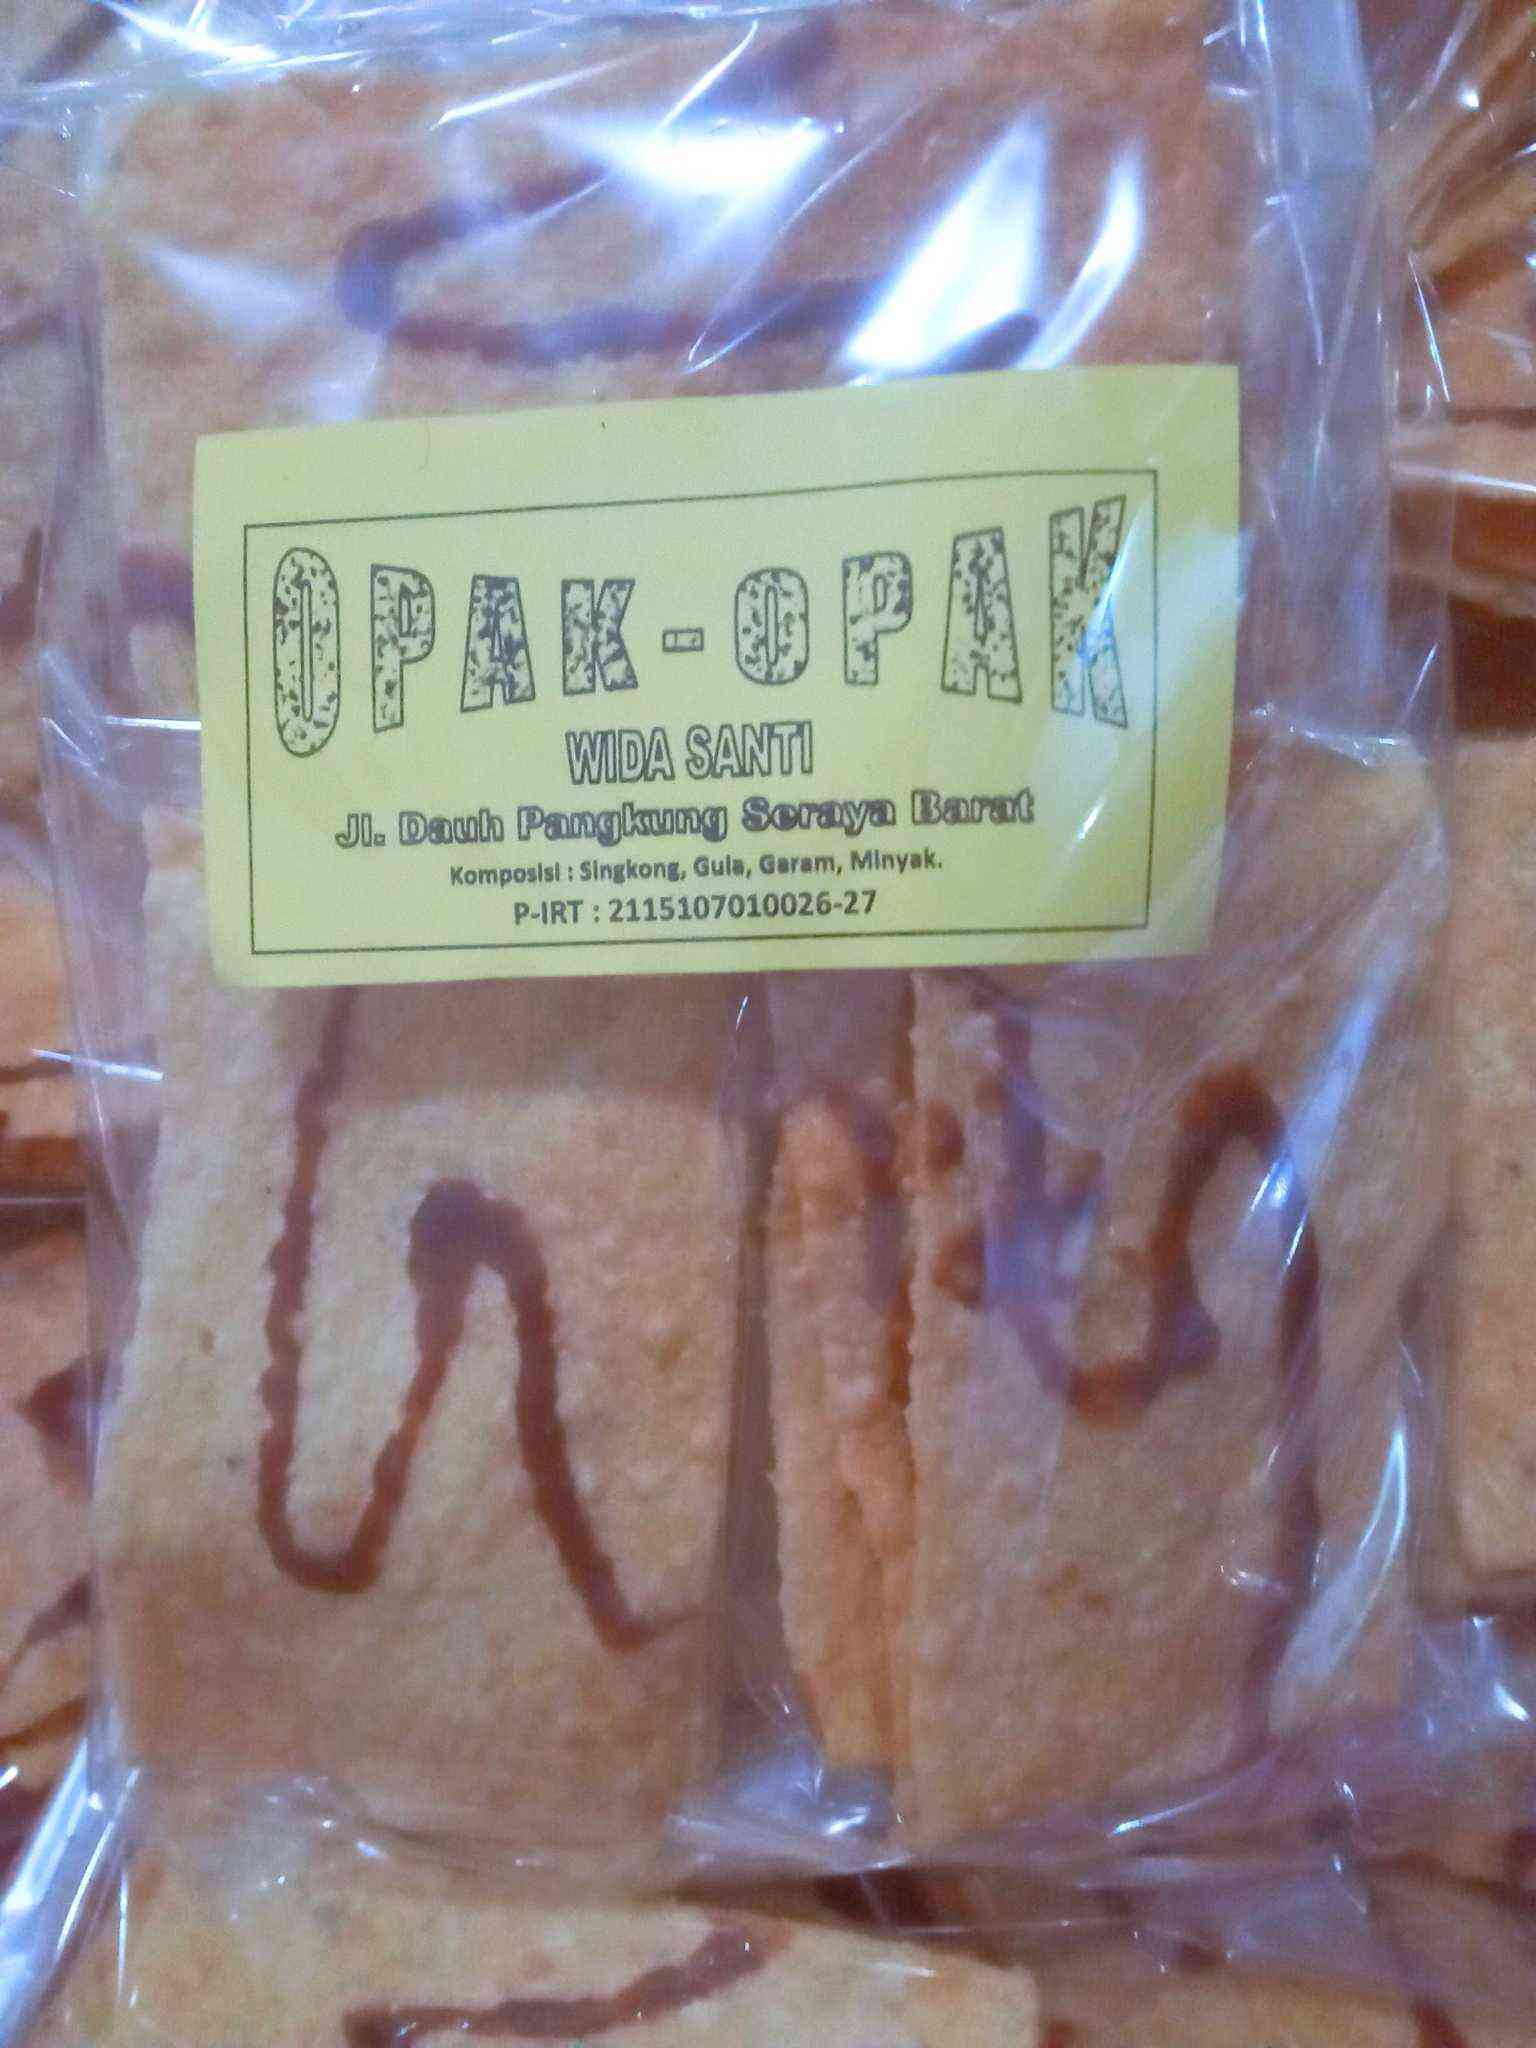 OPAK-OPAK
WIDA SANTI
Jl. Dauh Pangkung Seraya Barat
Komposisi : Singkong, Gula, Garam, Minyak.
P-IRT : 2115107010026-27